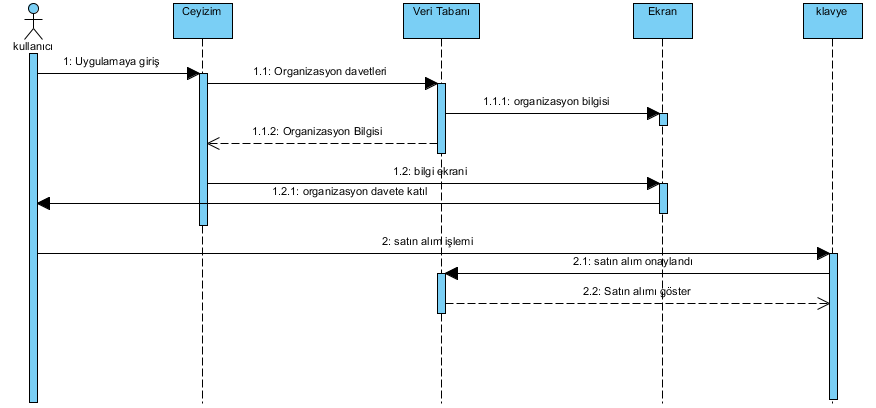 Ceyizim
Veri Tabanı
Ekran
klavye
kullanıcı
1: Uygulamaya giriş
1.1: Organizasyon davetleri
1.1.1: organizasyon bilgisi
1.1.2: Organizasyon Bilgisi
1.2: bilgi ekrani
1.2.1: organizasyon davete katıl
2: satın alım işlemi
2.1: satın alım onaylandı
2.2: Satın alımı göster